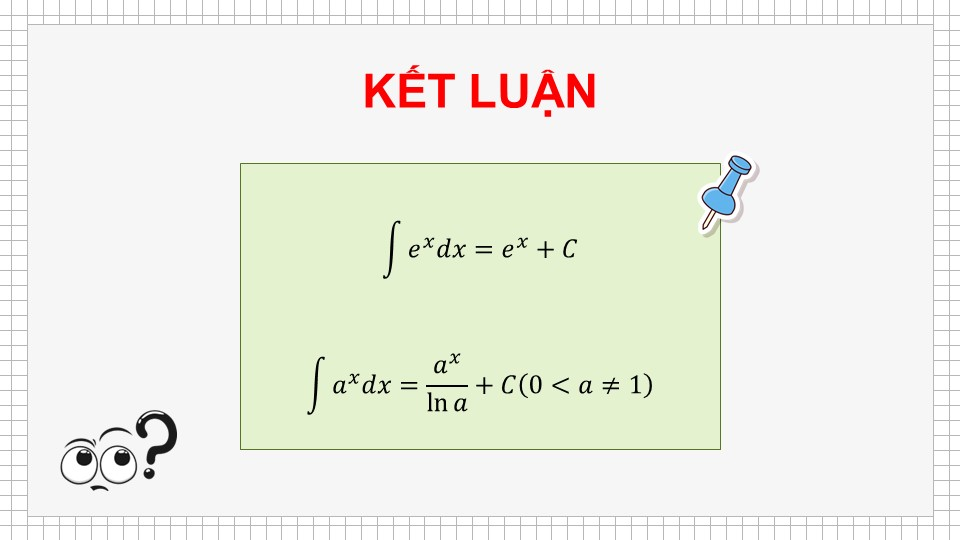 KẾT LUẬN
∫ eˣdx = eˣ + C
∫ aˣdx = aˣ/ln a + C(0 < a ≠ 1)
?